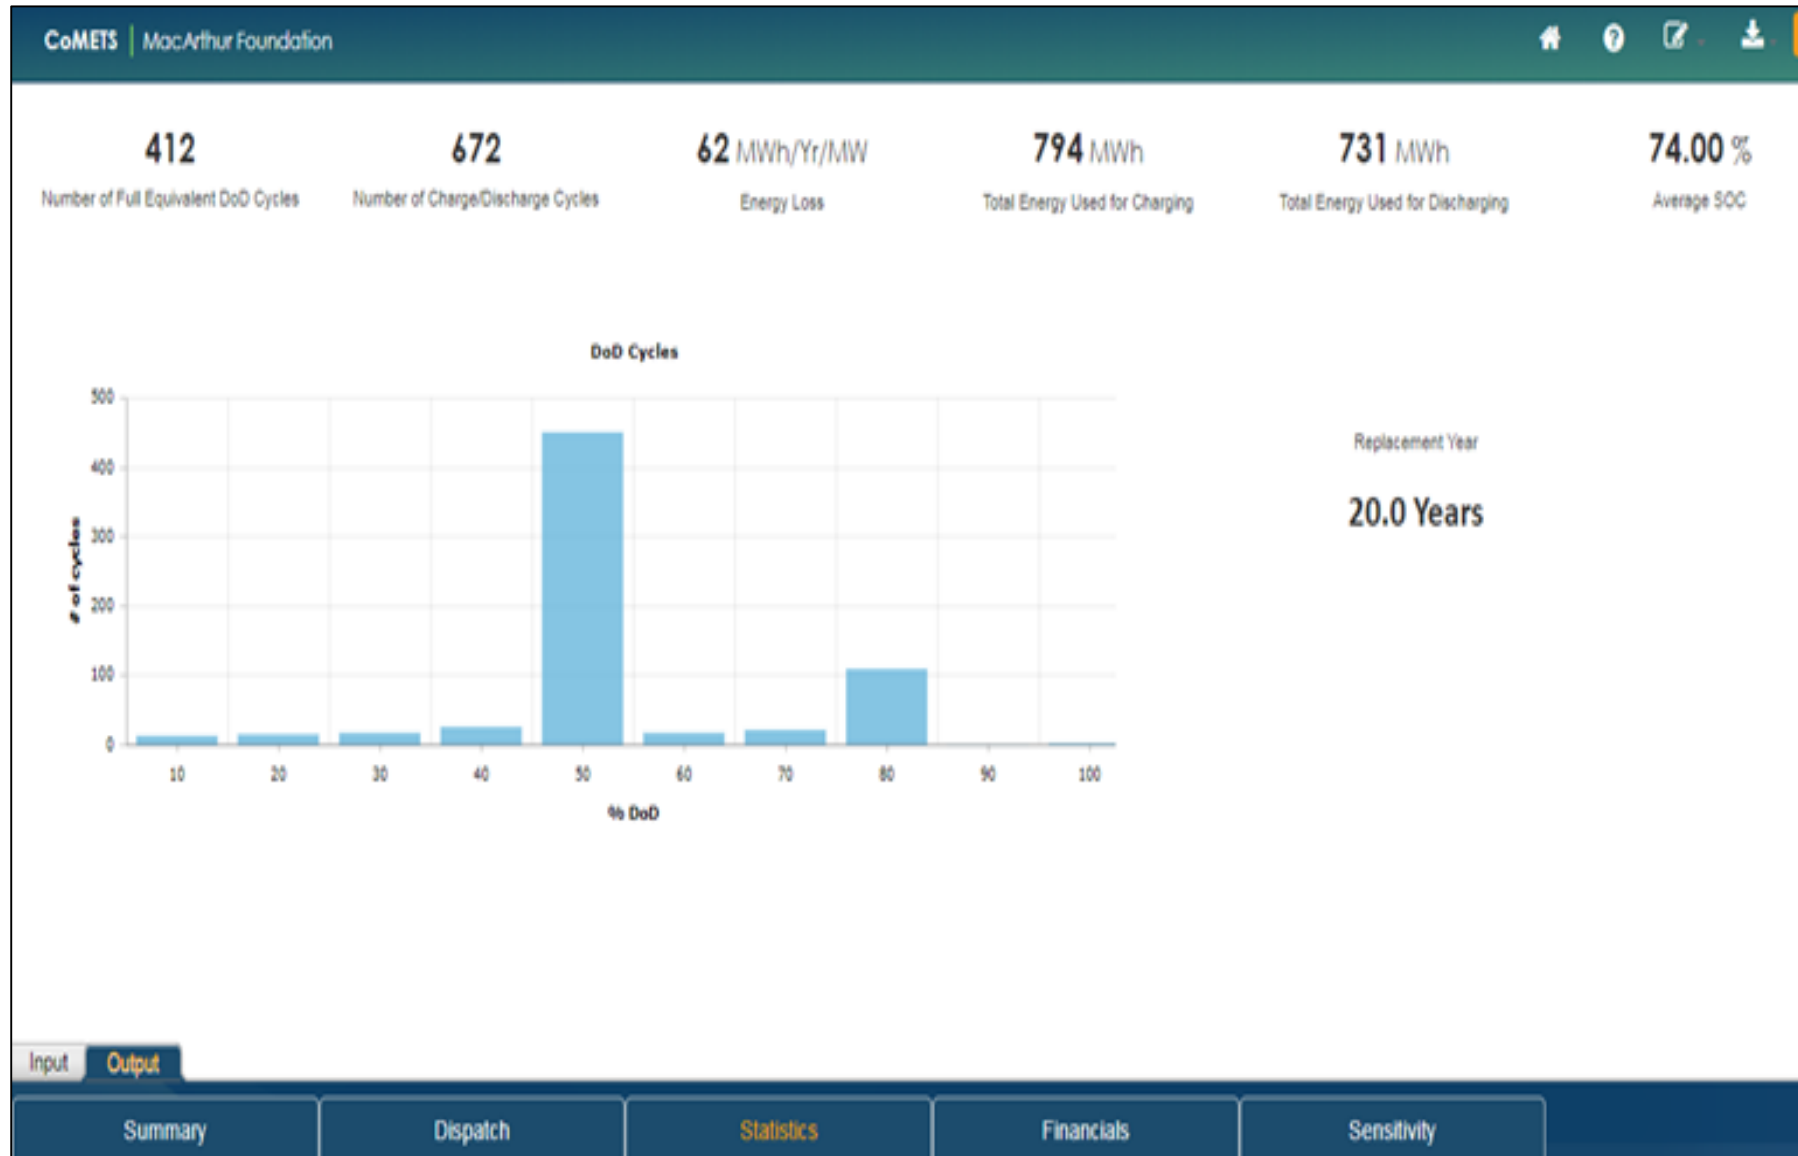 CoMETS | MacArthur Foundation
412
Number of Full Equivalent DoD Cycles
672
Number of Charge/Discharge Cycles
62 MWh/Yr/MW
Energy Loss
794 MWh
Total Energy Used for Charging
731 MWh
Total Energy Used for Discharging
74.00 %
Average SOC
DoD Cycles
500
400
300
200
100
0
# of cycles
10 20 30 40 50 60 70 80 90 100
% DoD
Replacement Year
20.0 Years
Input Output
Summary Dispatch Statistics Financials Sensitivity